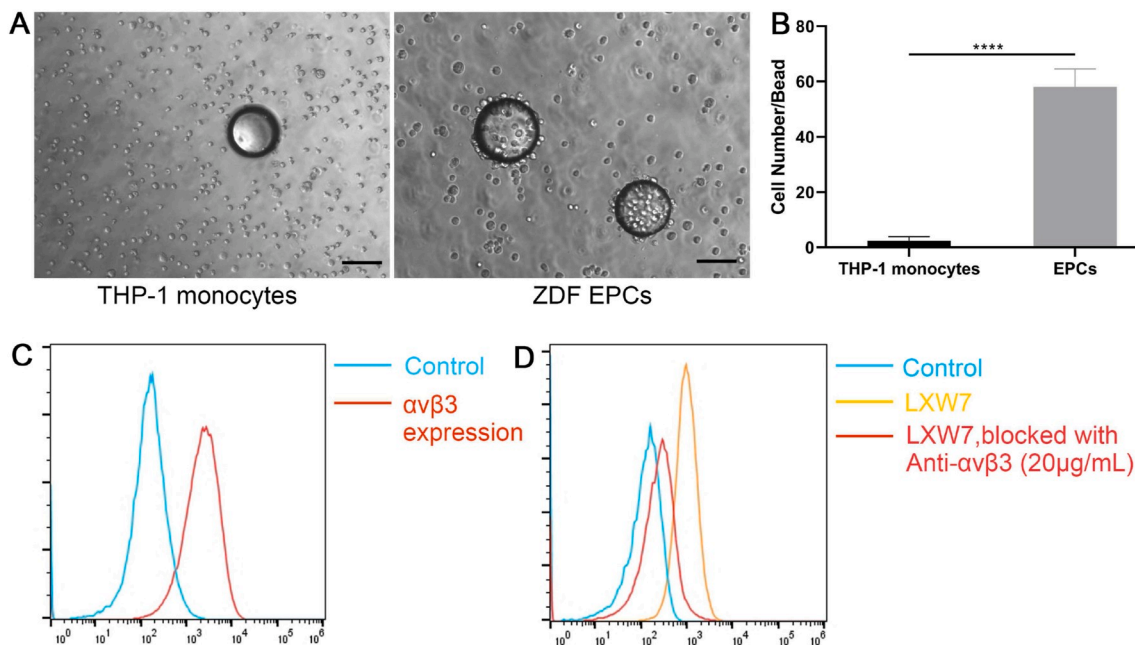 A
THP-1 monocytes
ZDF EPCs
B
Cell Number/Bead
80
60
40
20
0
****
THP-1 monocytes
EPCs
C
Control
αvβ3
expression
10⁰ 10¹ 10² 10³ 10⁴ 10⁵ 10⁶
D
Control
LXW7
LXW7,blocked with
Anti-αvβ3 (20μg/mL)
10⁰ 10¹ 10² 10³ 10⁴ 10⁵ 10⁶